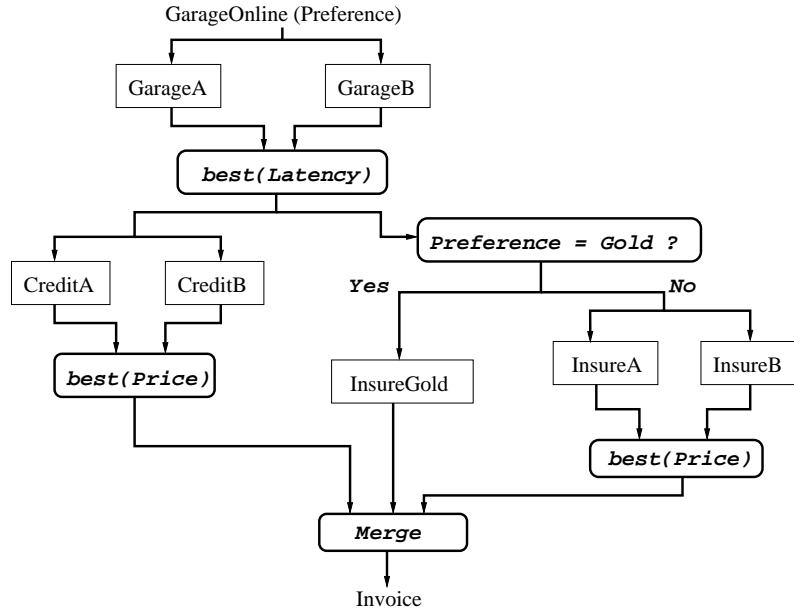 GarageOnline (Preference)
GarageA
GarageB
best(Latency)
Preference = Gold ?
CreditA
CreditB
Yes
No
InsureA
InsureB
best(Price)
InsureGold
best(Price)
Merge
Invoice